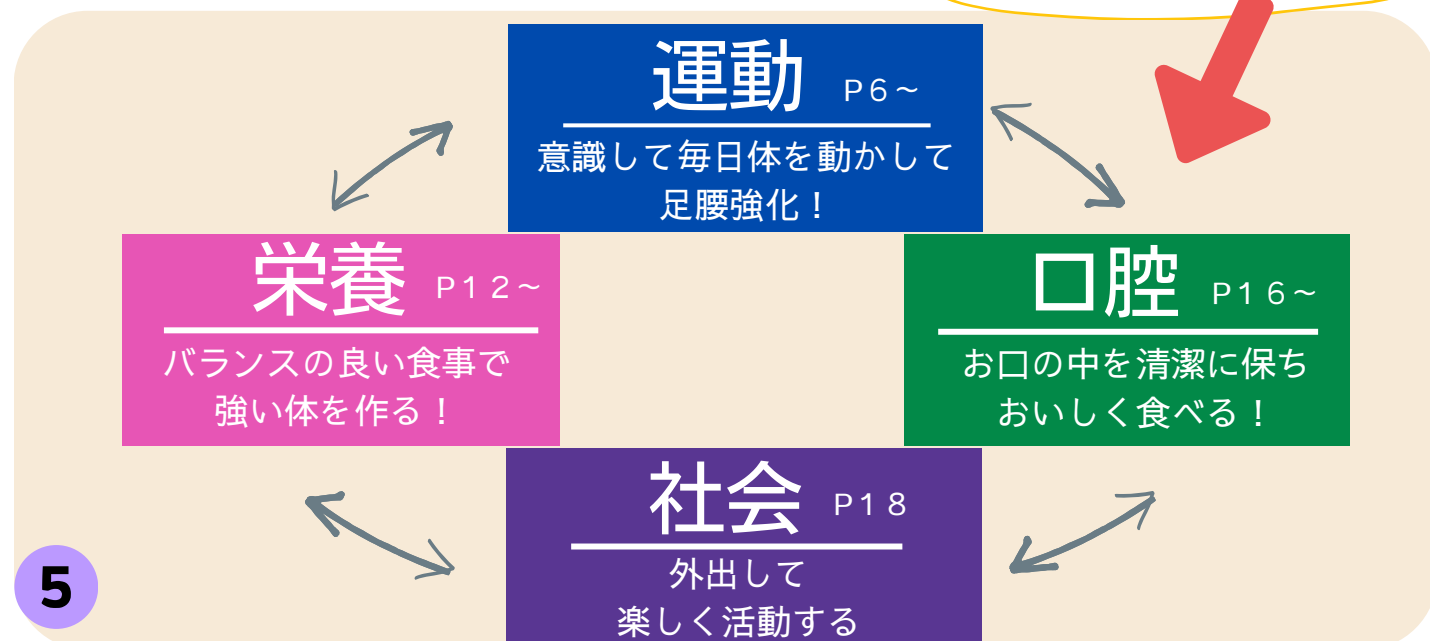 運動 P6～
意識して毎日体を動かして
足腰強化！
栄養 P12～
バランスの良い食事で
強い体を作る！
口腔 P16～
お口の中を清潔に保ち
おいしく食べる！
社会 P18
外出して
楽しく活動する
5